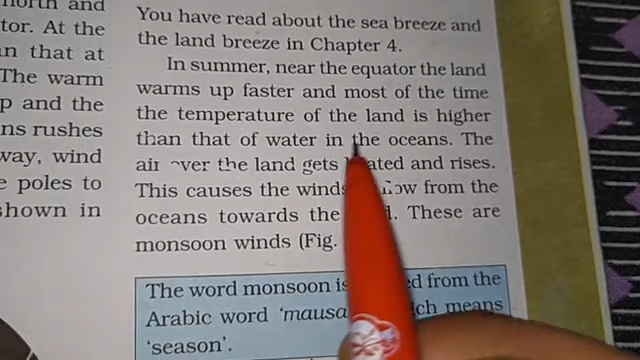 north and
tor. At the
n that at
The warm
p and the
ns rushes
way, wind
e poles to
shown in
You have read about the sea breeze and
the land breeze in Chapter 4.
In summer, near the equator the land
warms up faster and most of the time
the temperature of the land is higher
than that of water in the oceans. The
air over the land gets heated and rises.
This causes the winds flow from the
oceans towards the These are
monsoon winds (Fig.
The word monsoon is from the
Arabic word ‘mausa means
‘season’.